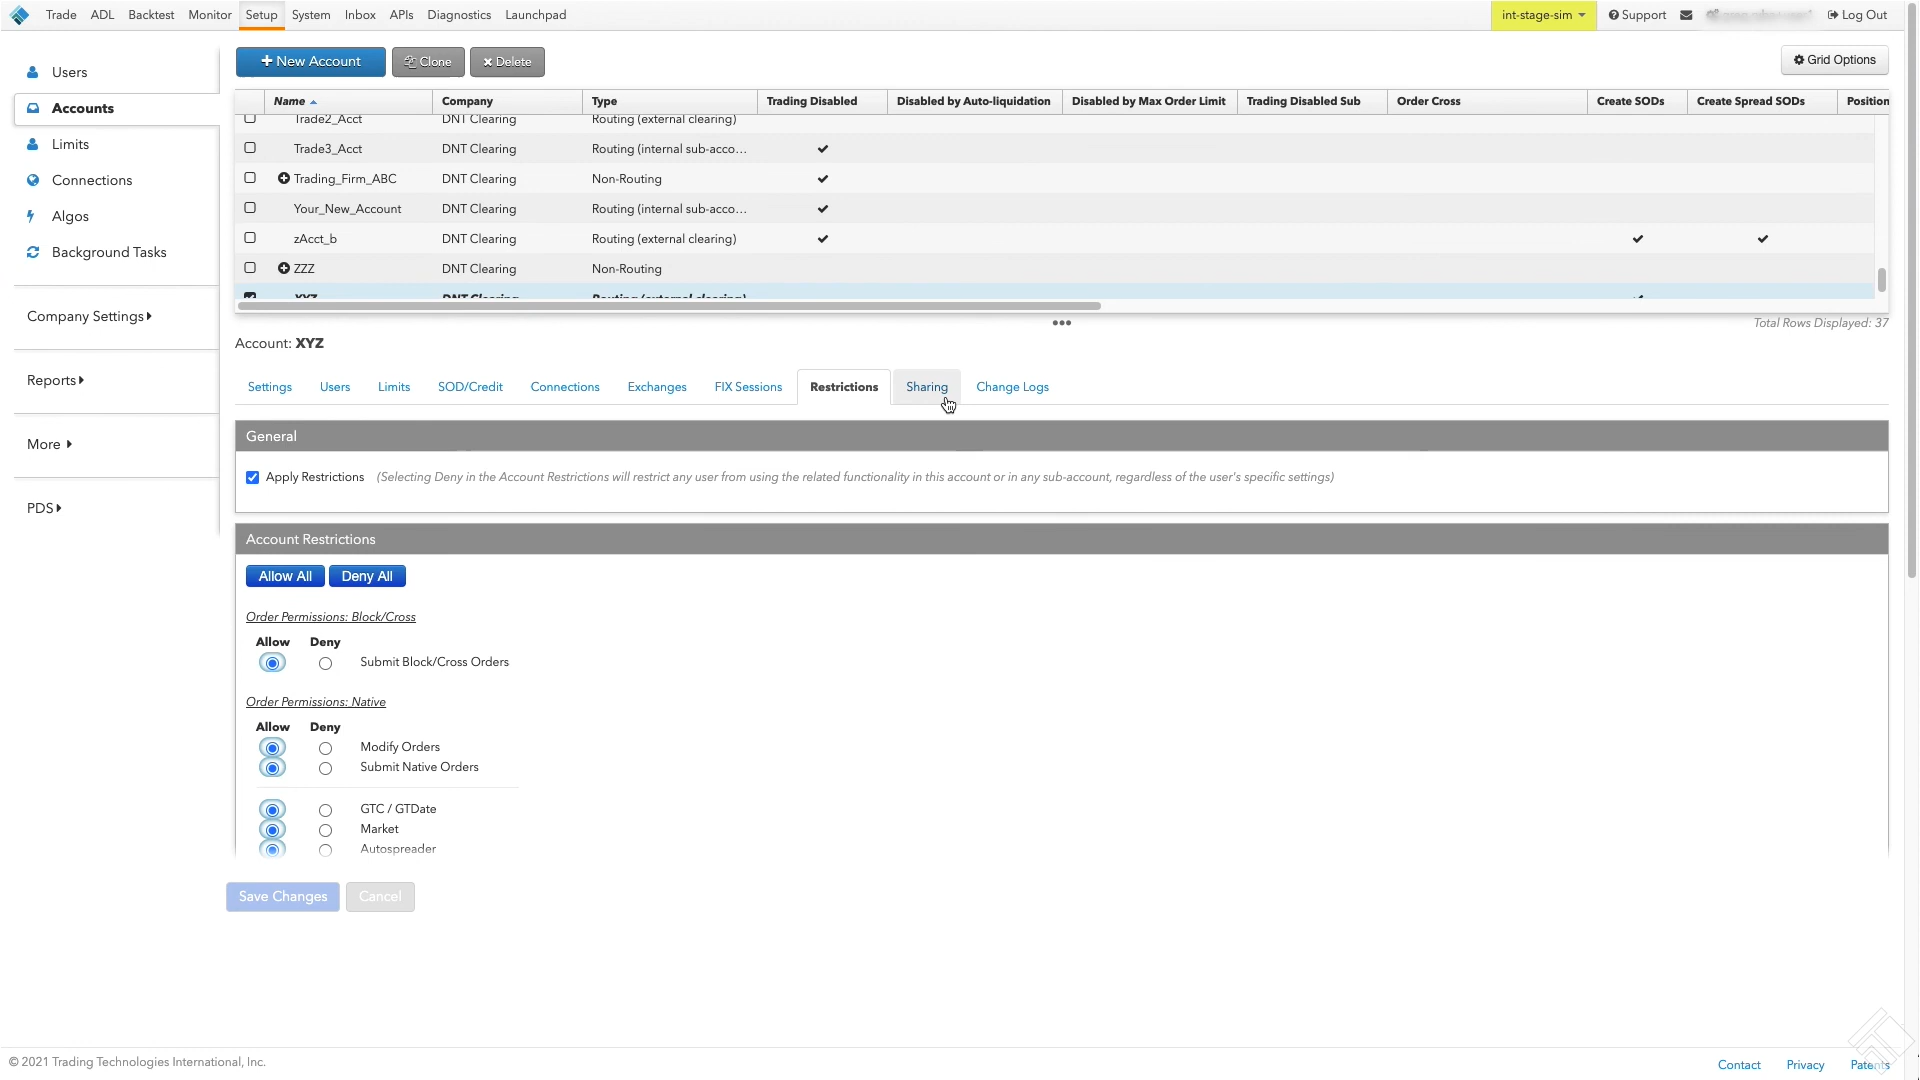 Trade ADL Backtest Monitor Setup System Inbox APIs Diagnostics Launchpad int-stage-sim Support Log Out
Users
Accounts
Limits
Connections
Algos
Background Tasks
Company Settings
Reports
More
PDS
New Account Clone Delete Grid Options
Name Company Type Trading Disabled Disabled by Auto-liquidation Disabled by Max Order Limit Trading Disabled Sub Order Cross Create SODs Create Spread SODs Position
Trade2_Acct DNT Clearing Routing (external clearing)
Trade3_Acct DNT Clearing Routing (internal sub-acco...
Trading_Firm_ABC DNT Clearing Non-Routing
Your_New_Account DNT Clearing Routing (internal sub-acco...
zAcct_b DNT Clearing Routing (external clearing)
ZZZ DNT Clearing Non-Routing
XYZ DNT Clearing Routing (external clearing)
Total Rows Displayed: 37
Account: XYZ
Settings Users Limits SOD/Credit Connections Exchanges FIX Sessions Restrictions Sharing Change Logs
General
Apply Restrictions (Selecting Deny in the Account Restrictions will restrict any user from using the related functionality in this account or in any sub-account, regardless of the user's specific settings)
Account Restrictions
Allow All Deny All
Order Permissions: Block/Cross
Allow Deny
Submit Block/Cross Orders
Order Permissions: Native
Allow Deny
Modify Orders
Submit Native Orders
GTC / GTDate
Market
Autospreader
Save Changes Cancel
© 2021 Trading Technologies International, Inc.
Contact Privacy Patents